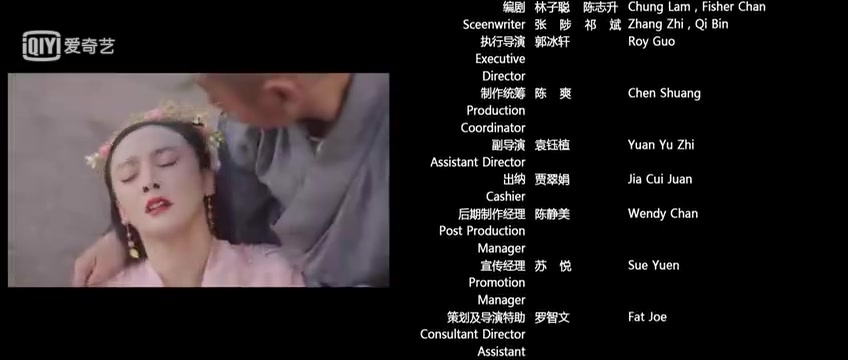 iQIYI 爱奇艺
编剧 林子聪 陈志升 Chung Lam , Fisher Chan
Sceenwriter 张 陟 祁 斌 Zhang Zhi , Qi Bin
执行导演 郭冰轩 Roy Guo
Executive
Director
制作统筹 陈 爽 Chen Shuang
Production
Coordinator
副导演 袁钰植 Yuan Yu Zhi
Assistant Director
出纳 贾翠娟 Jia Cui Juan
Cashier
后期制作经理 陈静美 Wendy Chan
Post Production
Manager
宣传经理 苏 悦 Sue Yuen
Promotion
Manager
策划及导演特助 罗智文 Fat Joe
Consultant Director
Assistant